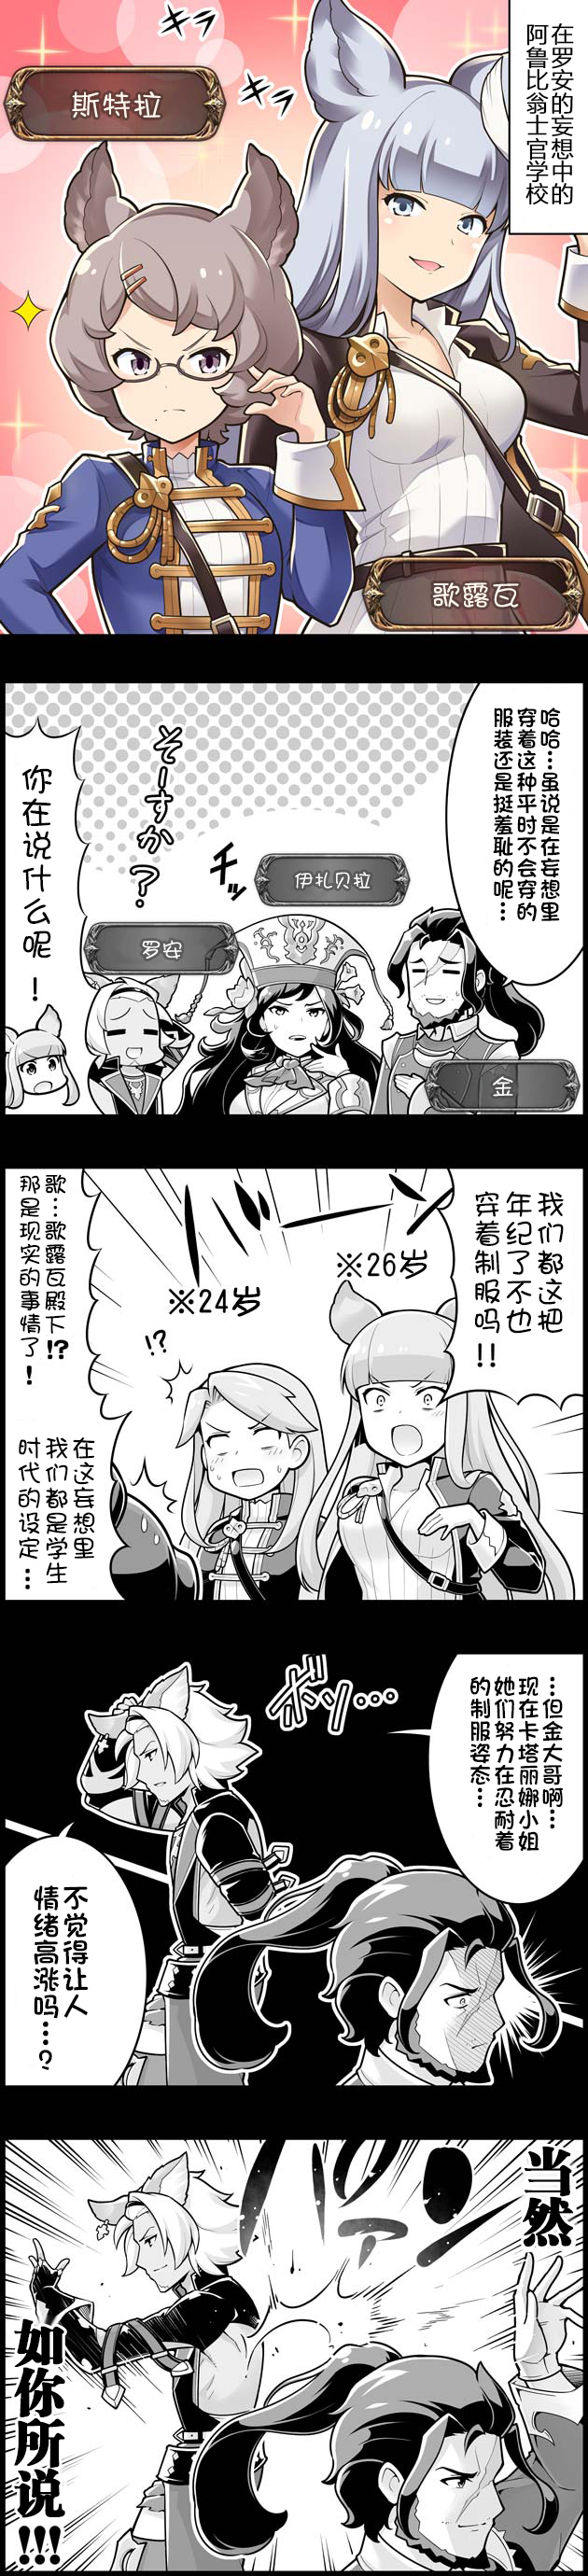 在罗安的妄想中的
阿鲁比翁士官学校
キラ
キラ
斯特拉
歌露瓦
哈哈…虽说是在妄想里
穿着这种平时不会穿的
服装还是挺羞耻的呢…
そーすか？
チッ
伊扎贝拉
罗安
金
你在说什么呢！
我们都这把
年纪了不也
穿着制服吗!!
※26岁
※24岁
!?
歌…歌露瓦殿下!?
那是现实的事情了！
在这妄想里
我们都是学生
时代的设定…
…但金大哥啊…
现在卡塔丽娜小姐
她们努力在忍耐着
的制服姿态…
ボソ…
不觉得让人
情绪高涨吗…?
当然
パァン
如你所说!!!